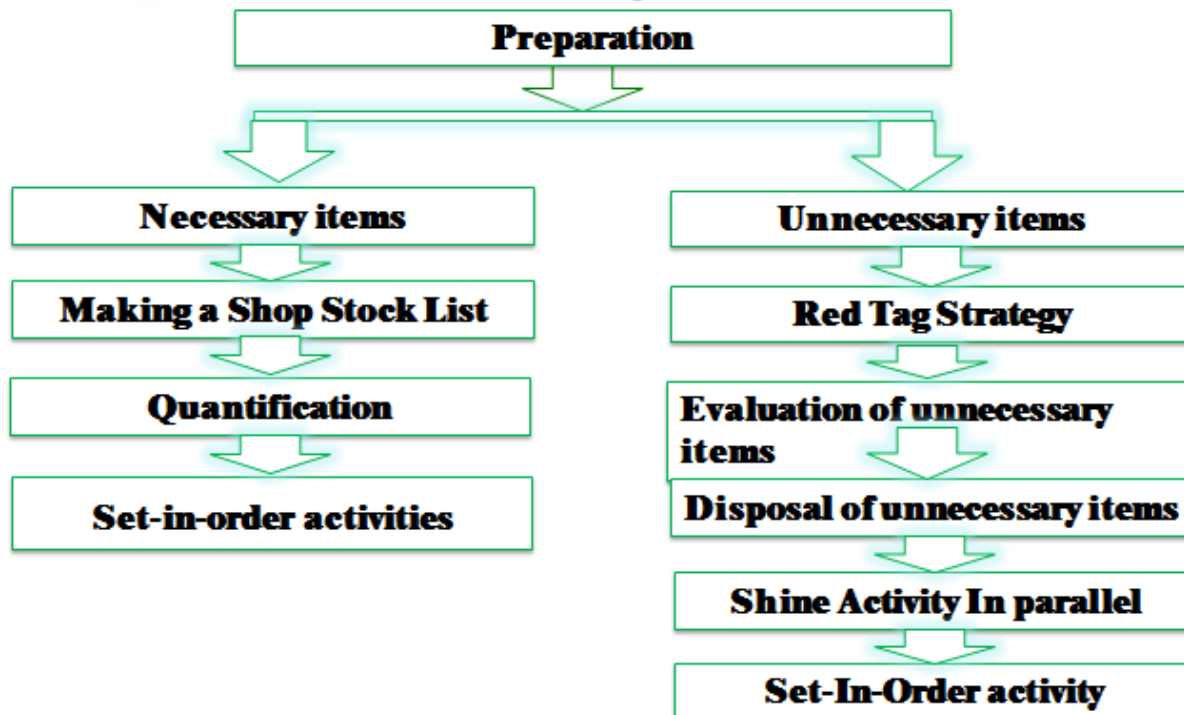 Preparation
Necessary items
Making a Shop Stock List
Quantification
Set-in-order activities
Unnecessary items
Red Tag Strategy
Evaluation of unnecessary
items
Disposal of unnecessary items
Shine Activity In parallel
Set-In-Order activity